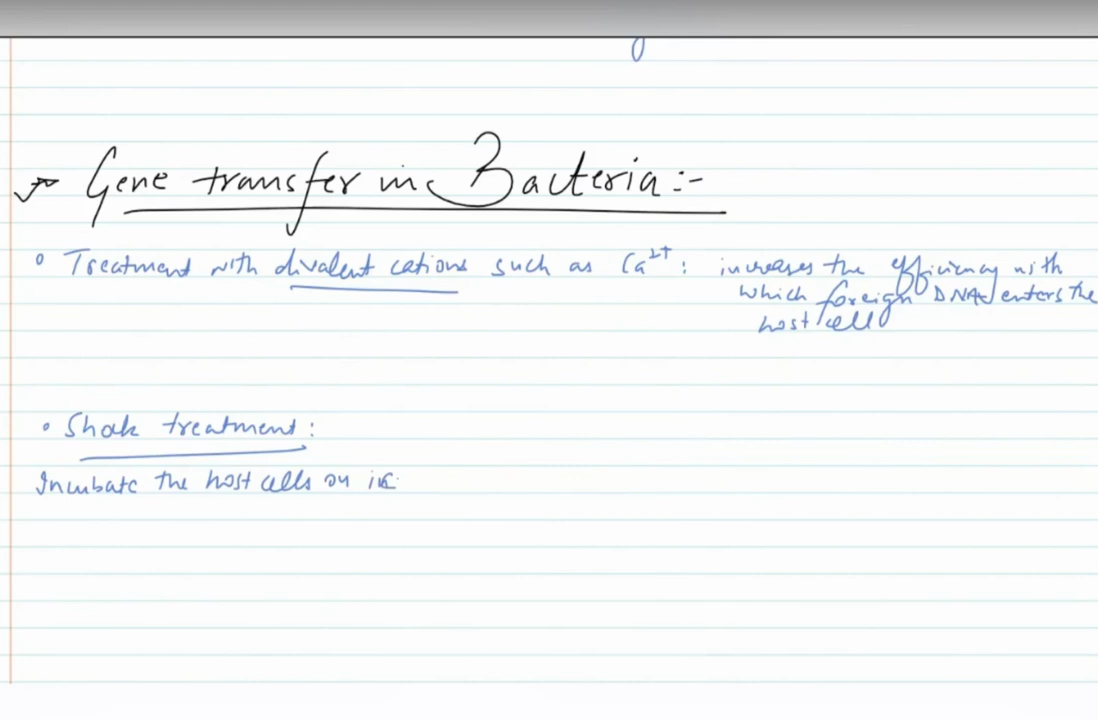 Gene transfer in Bacteria :-
• Treatment with divalent cations such as Ca²⁺ : increases the efficiency with
which foreign DNA enters the
host cell
• Shok treatment :
Incubate the host cells on ice